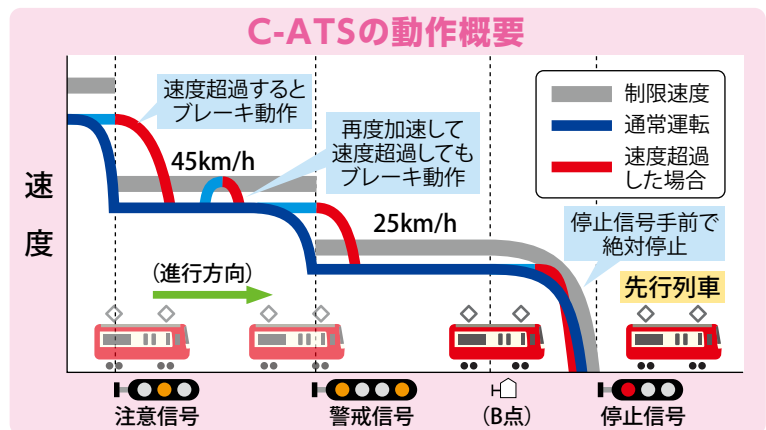 C-ATSの動作概要
速度超過すると
ブレーキ動作
再度加速して
速度超過しても
ブレーキ動作
制限速度
通常運転
速度超過
した場合
45km/h
25km/h
停止信号手前で
絶対停止
速
度
(進行方向)
先行列車
注意信号
警戒信号
(B点)
停止信号